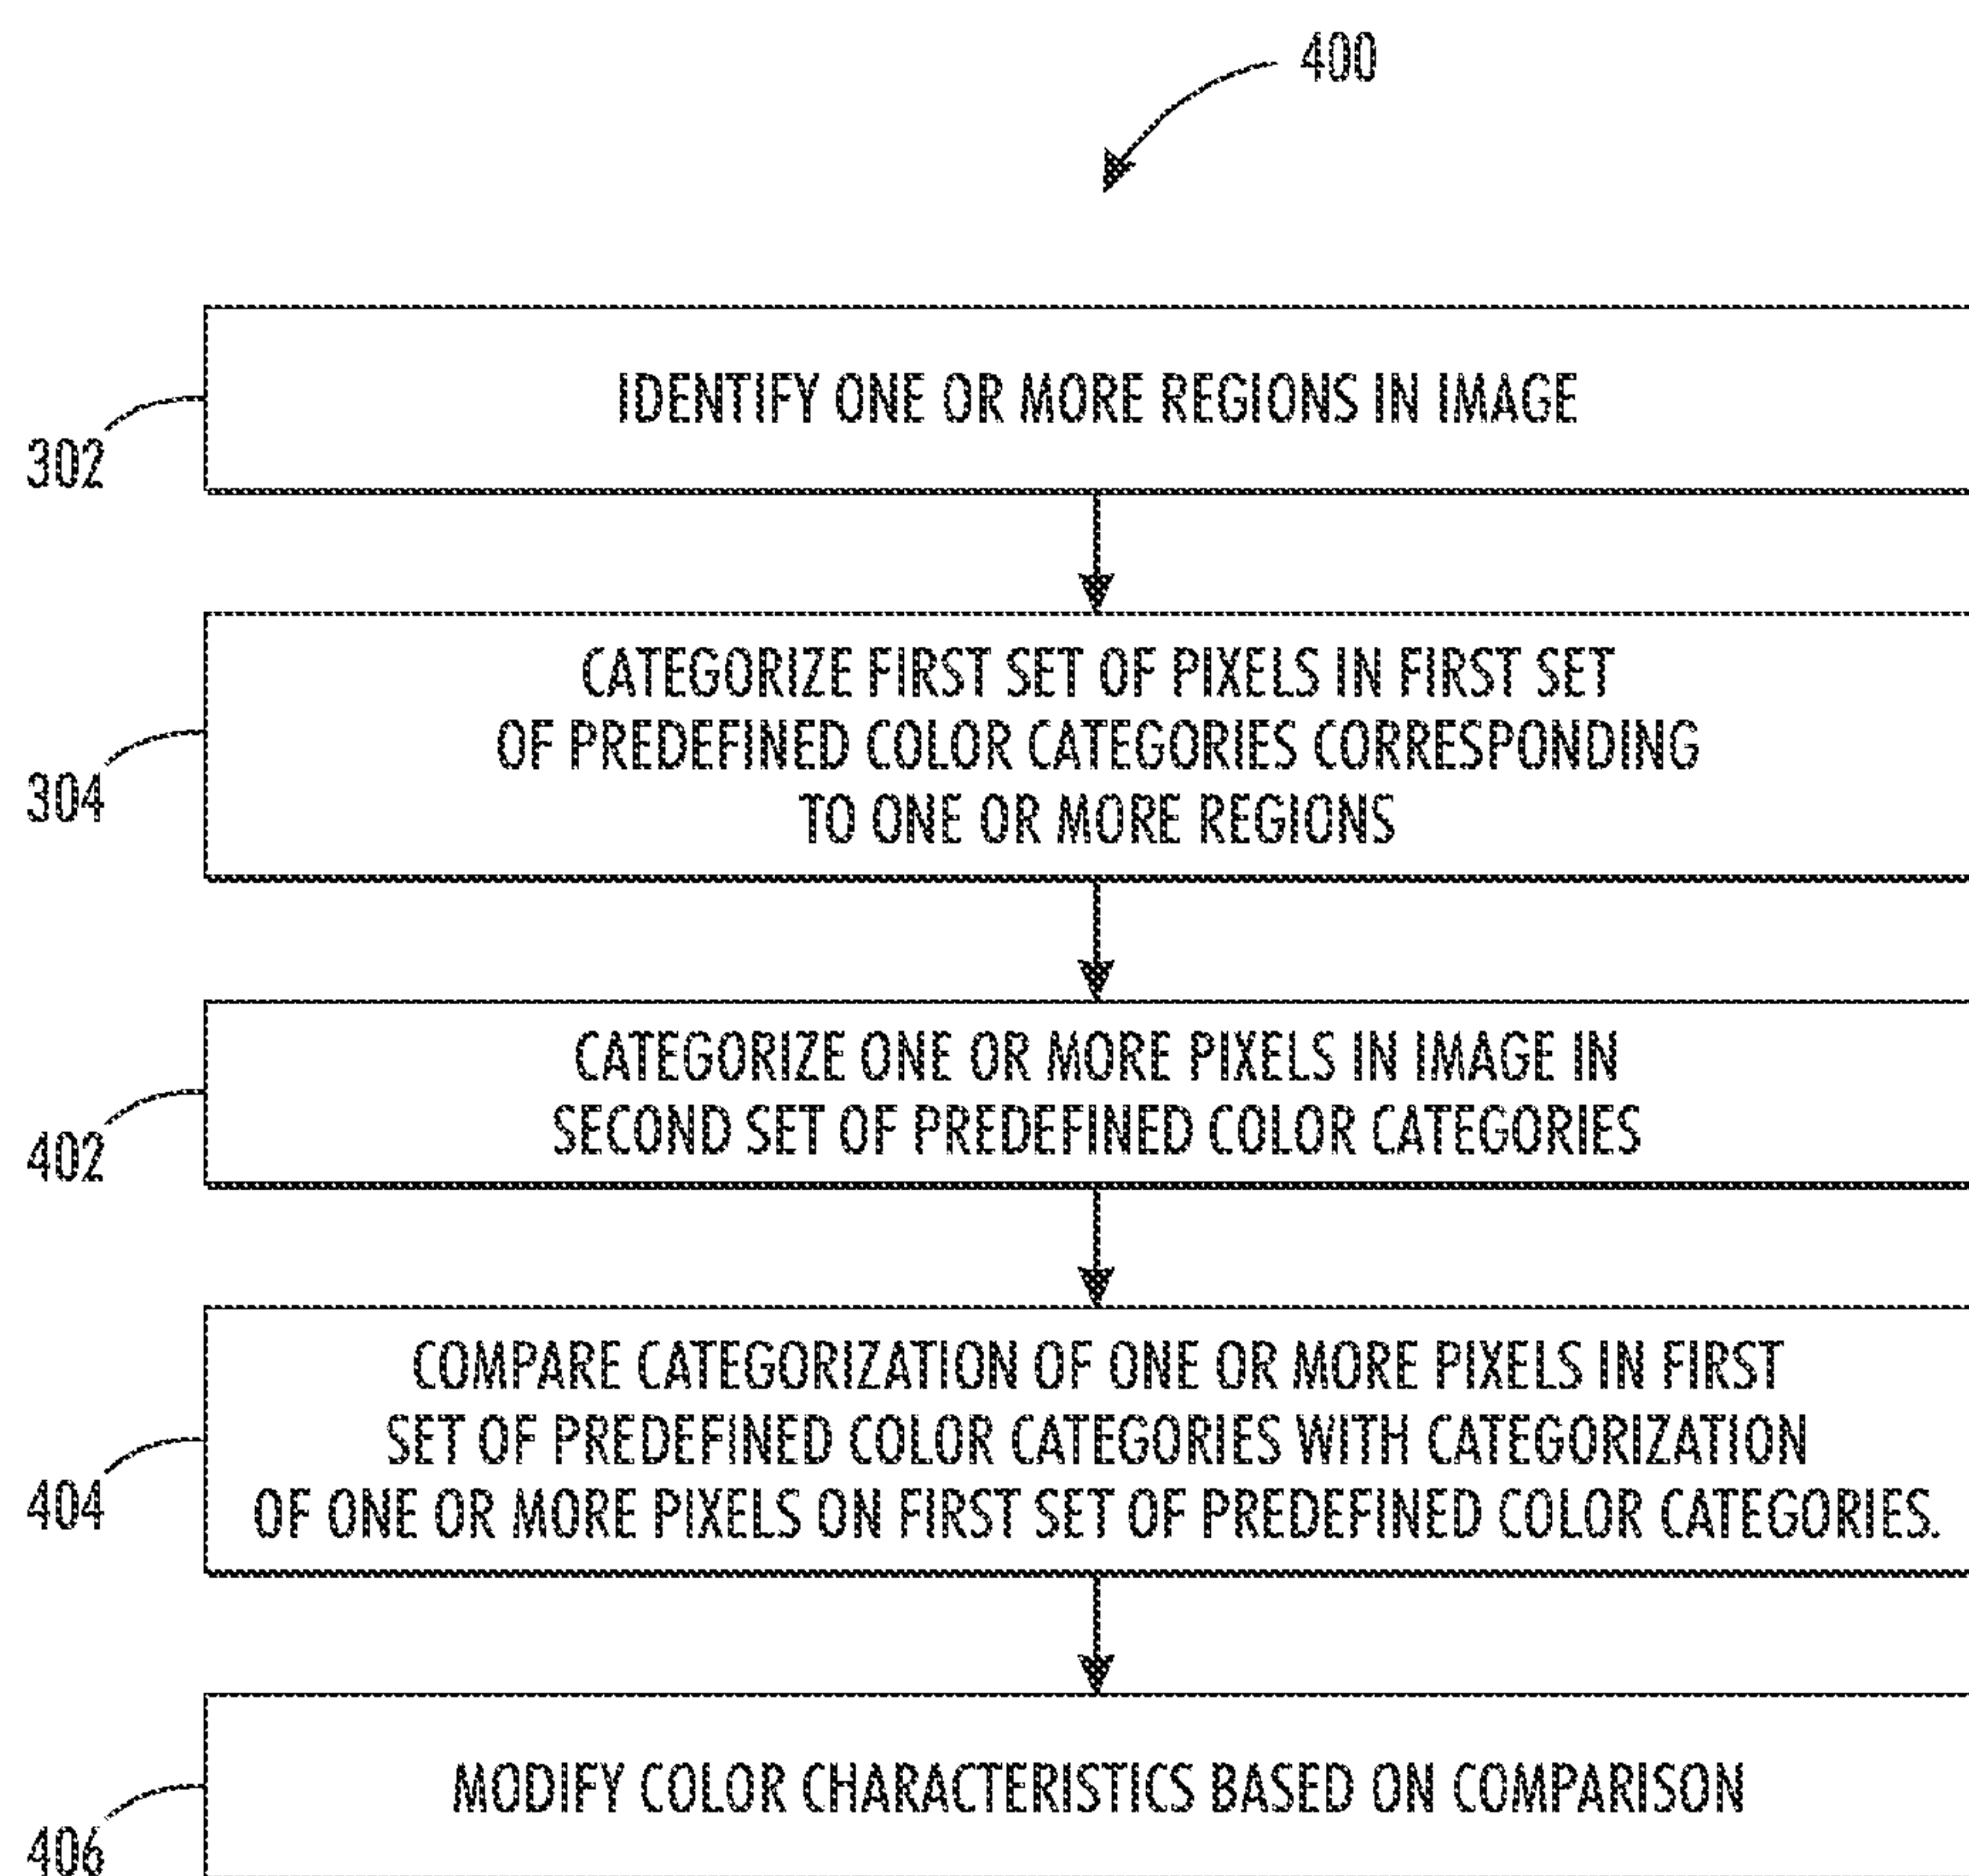 400
IDENTIFY ONE OR MORE REGIONS IN IMAGE
302
CATEGORIZE FIRST SET OF PIXELS IN FIRST SET
OF PREDEFINED COLOR CATEGORIES CORRESPONDING
TO ONE OR MORE REGIONS
304
CATEGORIZE ONE OR MORE PIXELS IN IMAGE IN
SECOND SET OF PREDEFINED COLOR CATEGORIES
402
COMPARE CATEGORIZATION OF ONE OR MORE PIXELS IN FIRST
SET OF PREDEFINED COLOR CATEGORIES WITH CATEGORIZATION
OF ONE OR MORE PIXELS ON FIRST SET OF PREDEFINED COLOR CATEGORIES.
404
MODIFY COLOR CHARACTERISTICS BASED ON COMPARISON
406